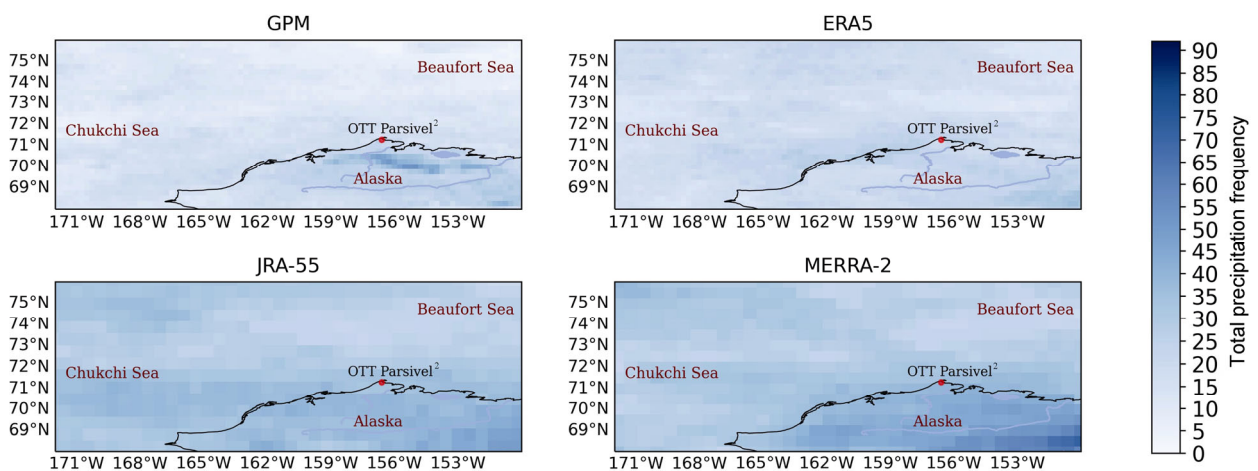 GPM
75°N
74°N
73°N
72°N
71°N
70°N
69°N
Beaufort Sea
Chukchi Sea
OTT Parsivel²
Alaska
171°W 168°W 165°W 162°W 159°W 156°W 153°W
ERA5
75°N
74°N
73°N
72°N
71°N
70°N
69°N
Beaufort Sea
Chukchi Sea
OTT Parsivel²
Alaska
171°W 168°W 165°W 162°W 159°W 156°W 153°W
JRA-55
75°N
74°N
73°N
72°N
71°N
70°N
69°N
Beaufort Sea
Chukchi Sea
OTT Parsivel²
Alaska
171°W 168°W 165°W 162°W 159°W 156°W 153°W
MERRA-2
75°N
74°N
73°N
72°N
71°N
70°N
69°N
Beaufort Sea
Chukchi Sea
OTT Parsivel²
Alaska
171°W 168°W 165°W 162°W 159°W 156°W 153°W
90
85
80
75
70
65
60
55
50
45
40
35
30
25
20
15
10
5
0
Total precipitation frequency